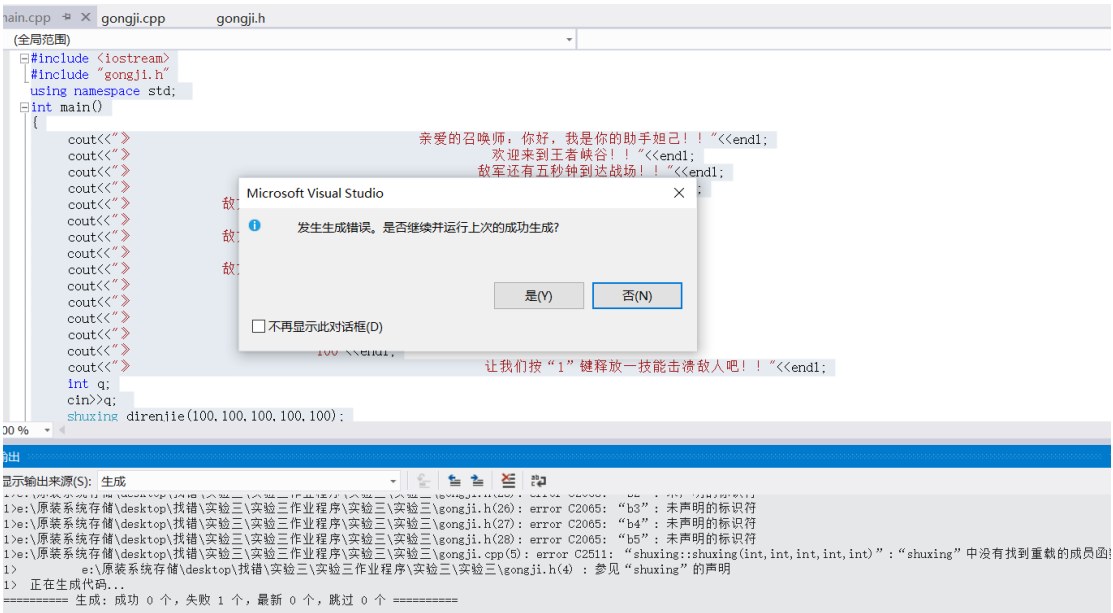 main.cpp gongji.cpp gongji.h
(全局范围)
#include <iostream>
#include "gongji.h"
using namespace std;
int main()
{
cout<<"》 亲爱的召唤师：你好，我是你的助手妲己！！"<<endl;
cout<<"》 欢迎来到王者峡谷！！"<<endl;
cout<<"》 敌军还有五秒钟到达战场！！"<<endl;
cout<<"》 ;
cout<<"》 敌
cout<<"》
cout<<"》 敌
cout<<"》
cout<<"》 敌
cout<<"》
cout<<"》
cout<<"》
cout<<"》
cout<<"》 100"<<endl;
cout<<"》 让我们按“1”键释放一技能击溃敌人吧！！"<<endl;
int q;
cin>>q;
shuxing direnjie(100,100,100,100,100);
Microsoft Visual Studio
发生生成错误。是否继续并运行上次的成功生成?
是(Y) 否(N)
不再显示此对话框(D)
00 %
输出
显示输出来源(S): 生成
1>e:\原装系统存储\desktop\找错\实验三\实验三作业程序\实验三\实验三\gongji.h(26): error C2065: “b3”: 未声明的标识符
1>e:\原装系统存储\desktop\找错\实验三\实验三作业程序\实验三\实验三\gongji.h(27): error C2065: “b4”: 未声明的标识符
1>e:\原装系统存储\desktop\找错\实验三\实验三作业程序\实验三\实验三\gongji.h(28): error C2065: “b5”: 未声明的标识符
1>e:\原装系统存储\desktop\找错\实验三\实验三作业程序\实验三\实验三\gongji.cpp(5): error C2511: “shuxing::shuxing(int,int,int,int,int)”:“shuxing”中没有找到重载的成员函
1> e:\原装系统存储\desktop\找错\实验三\实验三作业程序\实验三\实验三\gongji.h(4) : 参见“shuxing”的声明
1> 正在生成代码...
========== 生成: 成功 0 个，失败 1 个，最新 0 个，跳过 0 个 ==========